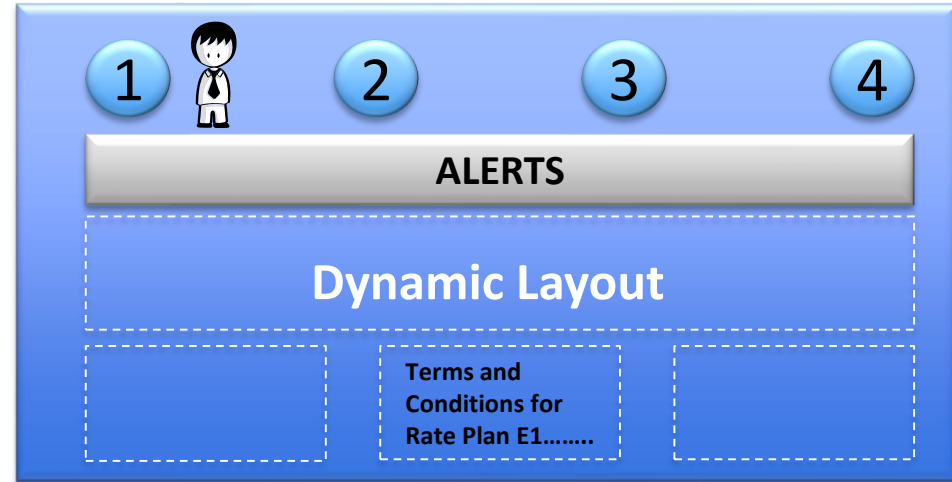 1 2 3 4
ALERTS
Dynamic Layout
Terms and
Conditions for
Rate Plan E1……..